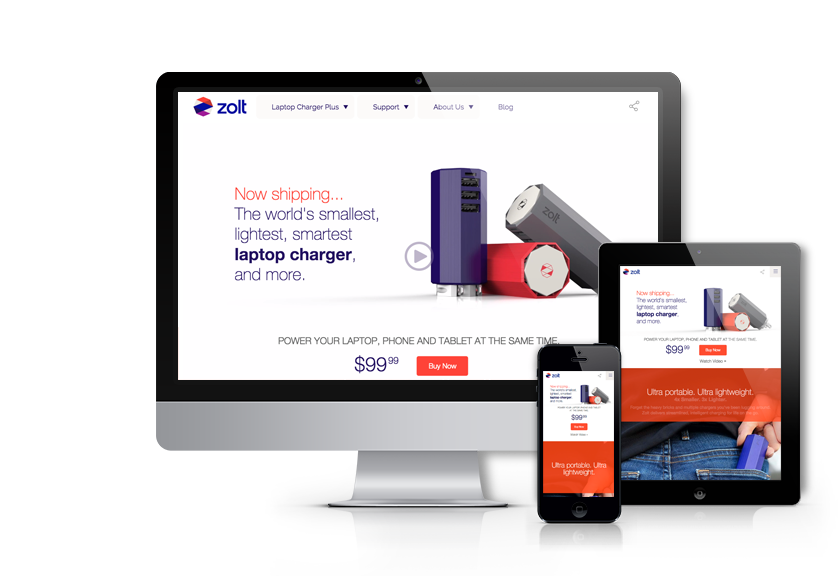 zolt
Laptop Charger Plus ▼ Support ▼ About Us ▼ Blog
Now shipping...
The world's smallest,
lightest, smartest
laptop charger,
and more.
zolt
POWER YOUR LAPTOP, PHONE AND TABLET AT THE SAME TIME.
$99.99
Buy Now
zolt
Now shipping...
The world's smallest,
lightest, smartest
laptop charger,
and more.
POWER YOUR LAPTOP, PHONE AND TABLET AT THE SAME TIME.
$99.99
Buy Now
Watch Video
Ultra portable. Ultra lightweight.
zolt
Now shipping...
The world's smallest,
lightest, smartest
laptop charger,
and more.
$99.99
Buy Now
Watch Video
Ultra portable. Ultra
lightweight.